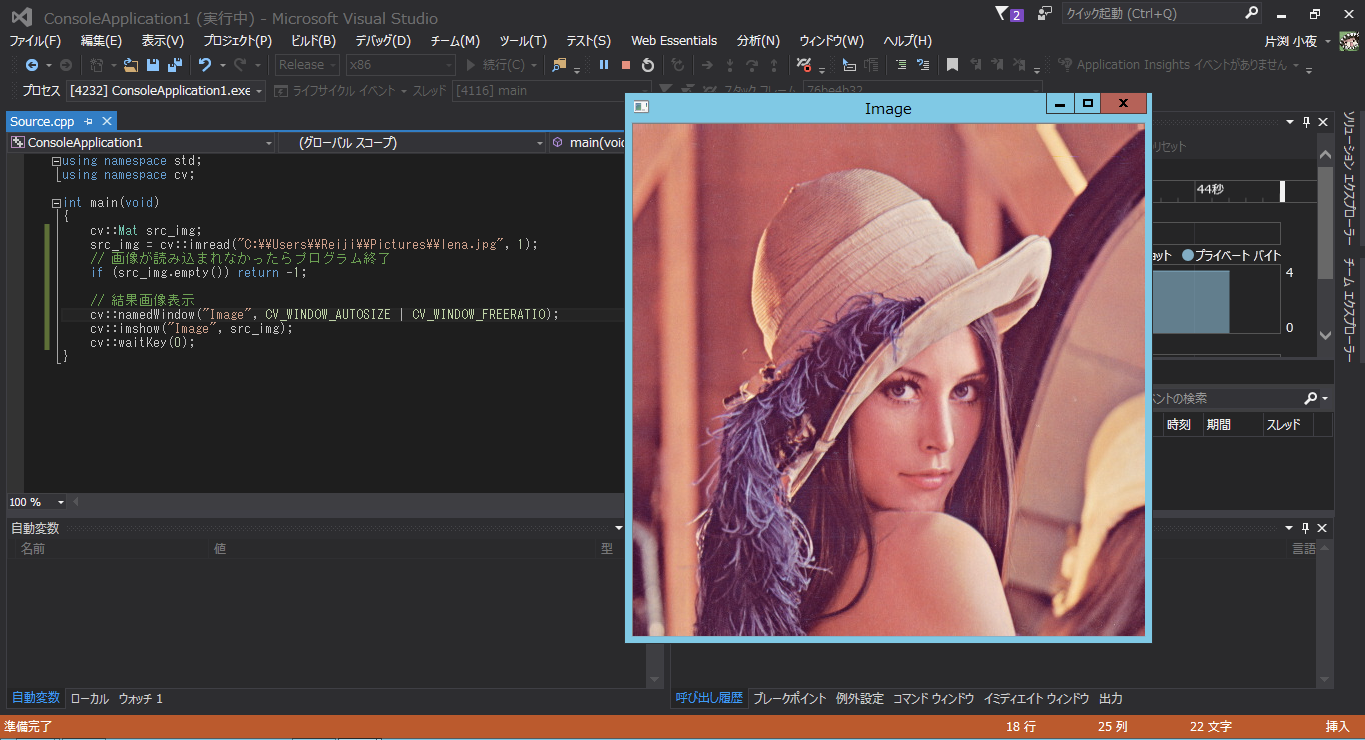 ConsoleApplication1 (実行中) - Microsoft Visual Studio
2
クイック起動 (Ctrl+Q)
ファイル(F) 編集(E) 表示(V) プロジェクト(P) ビルド(B) デバッグ(D) チーム(M) ツール(T) テスト(S) Web Essentials 分析(N) ウィンドウ(W) ヘルプ(H)
片渕 小夜
Release x86 続行(C) Application Insights イベントがありません
プロセス [4232] ConsoleApplication1.exe ライフサイクル イベント スレッド [4116] main
スタック フレーム 76be4b32
Source.cpp
ConsoleApplication1 (グローバル スコープ) main(void
using namespace std;
using namespace cv;
int main(void)
{
cv::Mat src_img;
src_img = cv::imread("C:¥¥Users¥¥Reiji¥¥Pictures¥¥lena.jpg", 1);
// 画像が読み込まれなかったらプログラム終了
if (src_img.empty()) return -1;
// 結果画像表示
cv::namedWindow("Image", CV_WINDOW_AUTOSIZE | CV_WINDOW_FREERATIO);
cv::imshow("Image", src_img);
cv::waitKey(0);
}
100 %
Image
リセット
44秒
ット プライベート バイト
4
0
ベントの検索
時刻 期間 スレッド
ソリューション エクスプローラー
チーム エクスプローラー
自動変数
名前 値 型
言語
自動変数 ローカル ウォッチ 1
呼び出し履歴 ブレークポイント 例外設定 コマンド ウィンドウ イミディエイト ウィンドウ 出力
準備完了 18 行 25 列 22 文字 挿入